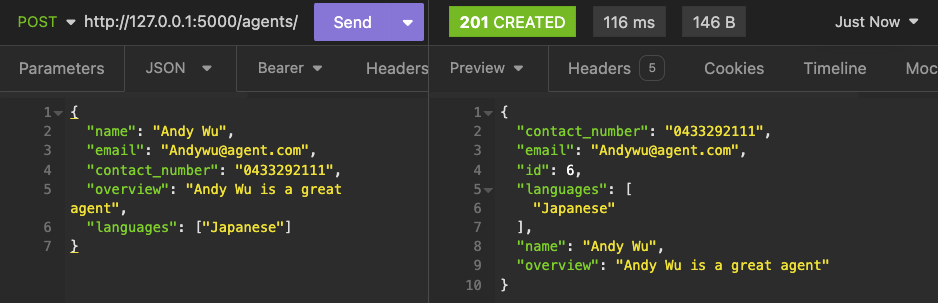 POST http://127.0.0.1:5000/agents/ Send 201 CREATED 116 ms 146 B Just Now
Parameters JSON Bearer Headers Preview Headers 5 Cookies Timeline Moc
1 {
2 "name": "Andy Wu",
3 "email": "Andywu@agent.com",
4 "contact_number": "0433292111",
5 "overview": "Andy Wu is a great
agent",
6 "languages": ["Japanese"]
7 }
1 {
2 "contact_number": "0433292111",
3 "email": "Andywu@agent.com",
4 "id": 6,
5 "languages": [
6 "Japanese"
7 ],
8 "name": "Andy Wu",
9 "overview": "Andy Wu is a great agent"
10 }